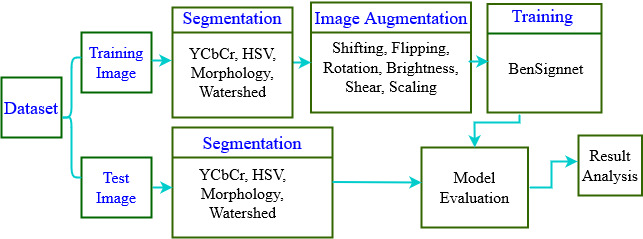 Dataset
Training
Image
Segmentation
YCbCr, HSV,
Morphology,
Watershed
Image Augmentation
Shifting, Flipping,
Rotation, Brightness,
Shear, Scaling
Training
BenSignnet
Test
Image
Segmentation
YCbCr, HSV,
Morphology,
Watershed
Model
Evaluation
Result
Analysis